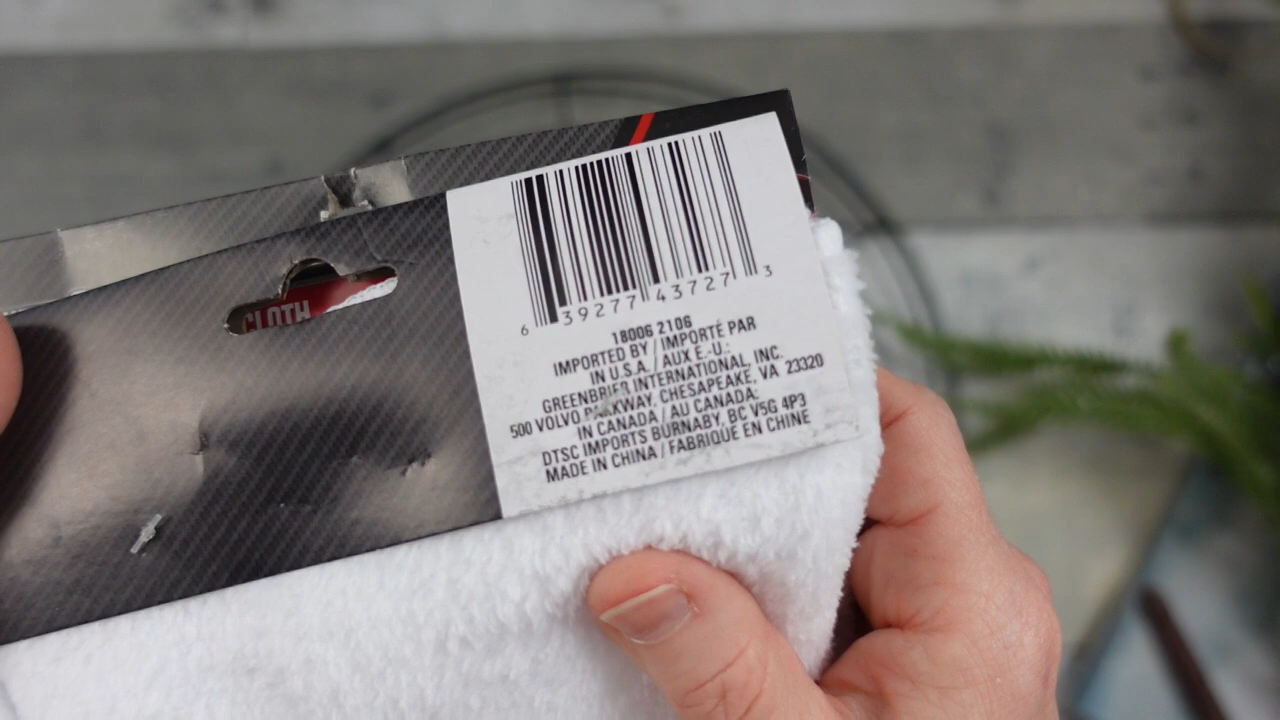 CLOTH
6 39277 43727 3
18006 2106
IMPORTED BY / IMPORTÉ PAR
IN U.S.A. / AUX E.-U.:
GREENBRIER INTERNATIONAL, INC.
500 VOLVO PARKWAY, CHESAPEAKE, VA 23320
IN CANADA / AU CANADA:
DTSC IMPORTS BURNABY, BC V5G 4P3
MADE IN CHINA / FABRIQUE EN CHINE